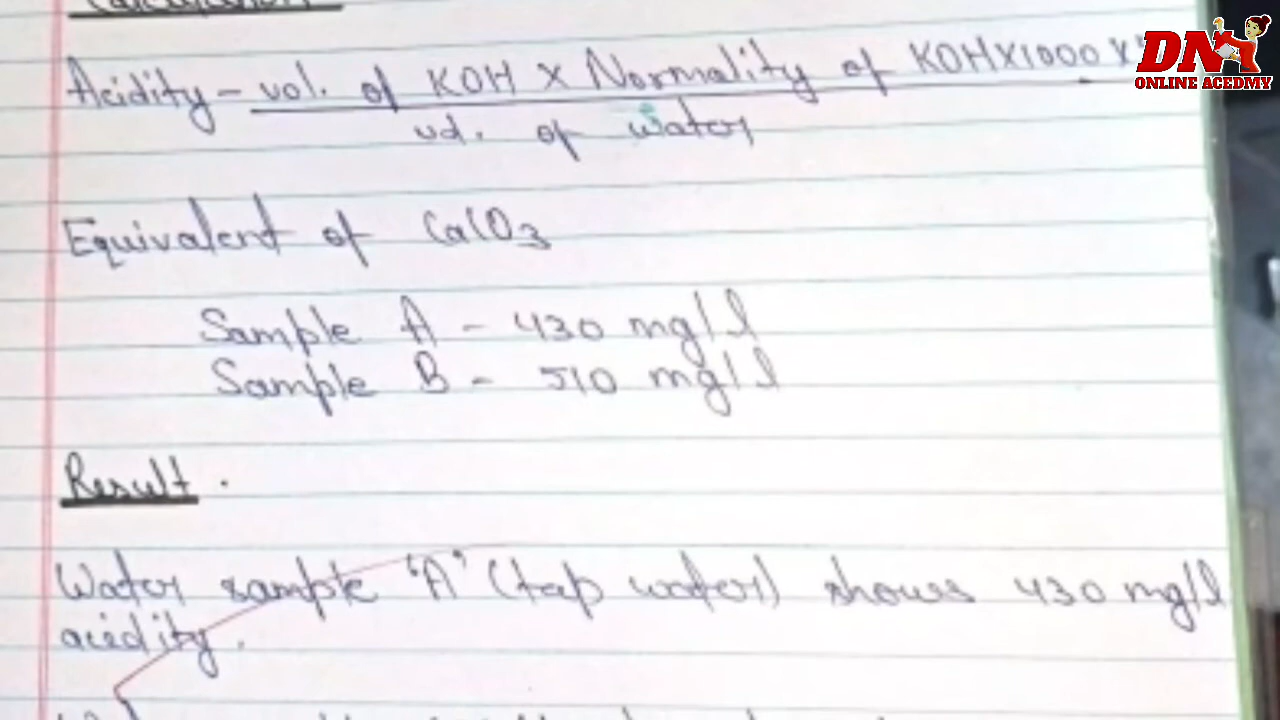 Calculation
Acidity - vol. of KOH X Normality of KOH X 1000 X
vol. of water
Equivalent of CaCO3
Sample A - 430 mg/l
Sample B - 510 mg/l
Result.
Water sample 'A' (tap water) shows 430 mg/l
acidity.
DN
ONLINE ACEDMY